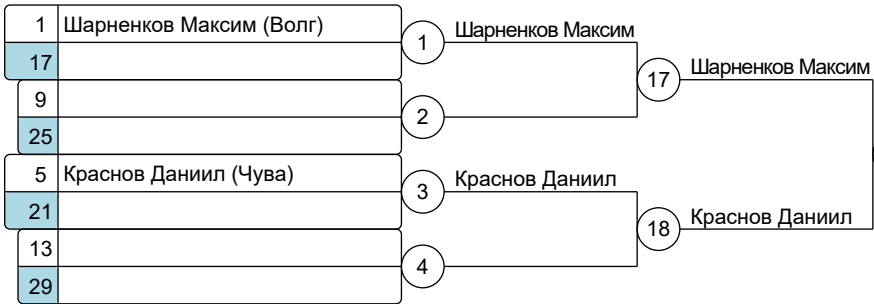 1 Шарненков Максим (Волг)
17
1 Шарненков Максим
9
25
2
17 Шарненков Максим
5 Краснов Даниил (Чува)
21
3 Краснов Даниил
13
29
4
18 Краснов Даниил